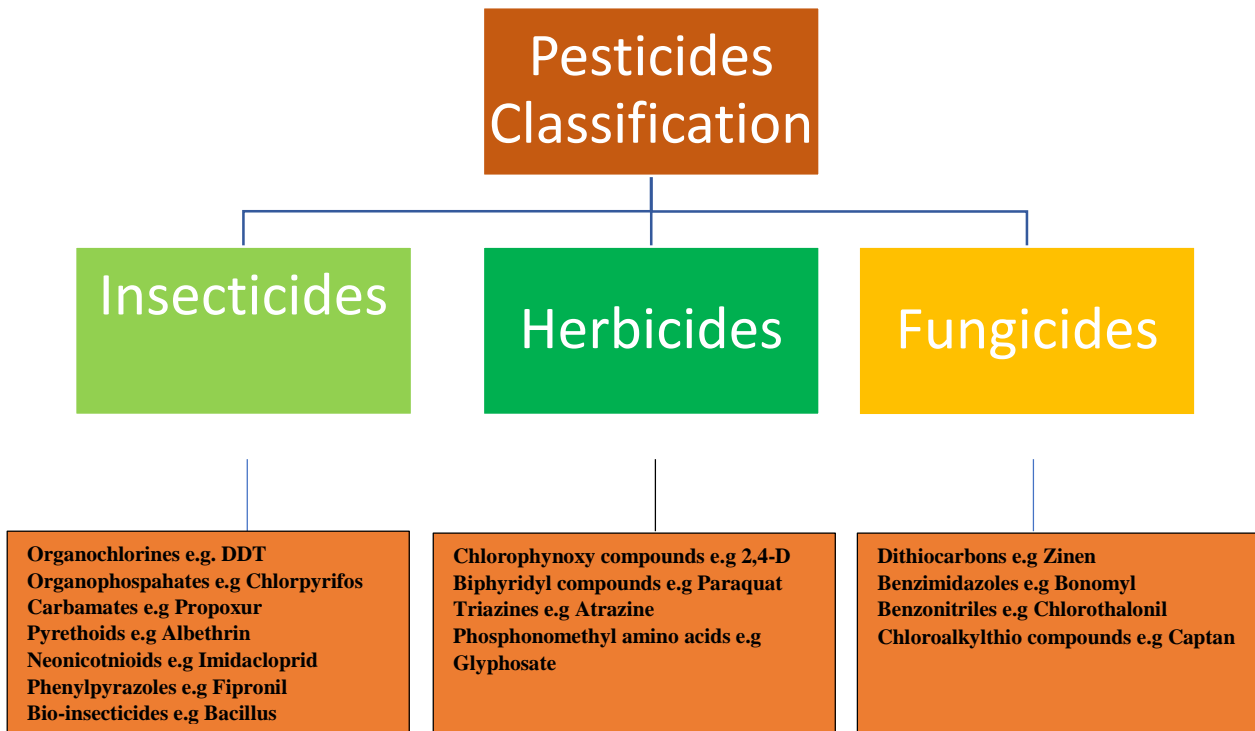 Pesticides
Classification
Insecticides
Herbicides
Fungicides
Organochlorines e.g. DDT
Organophospahates e.g Chlorpyrifos
Carbamates e.g Propoxur
Pyrethoids e.g Albethrin
Neonicotnioids e.g Imidacloprid
Phenylpyrazoles e.g Fipronil
Bio-insecticides e.g Bacillus
Chlorophynoxy compounds e.g 2,4-D
Biphyridyl compounds e.g Paraquat
Triazines e.g Atrazine
Phosphonomethyl amino acids e.g
Glyphosate
Dithiocarbons e.g Zinen
Benzimidazoles e.g Bonomyl
Benzonitriles e.g Chlorothalonil
Chloroalkylthio compounds e.g Captan